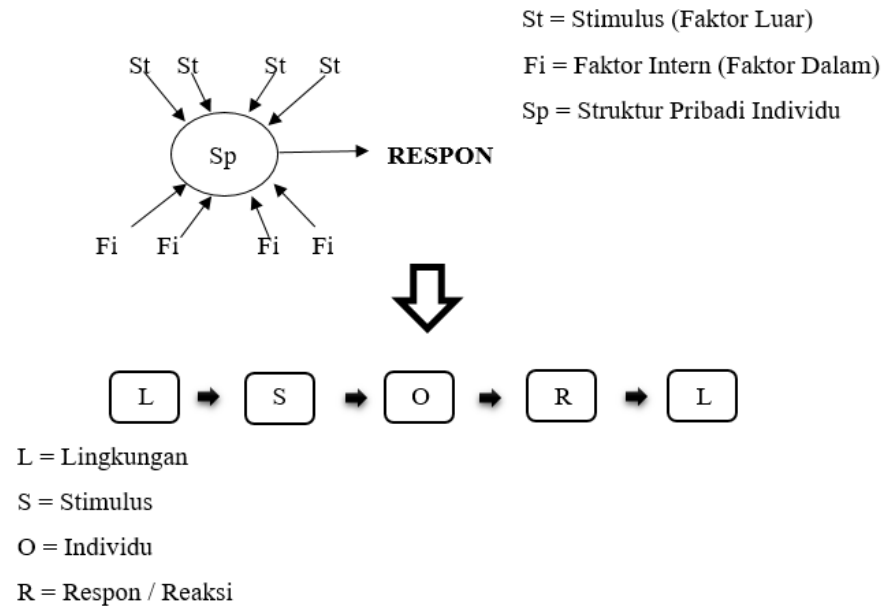 St = Stimulus (Faktor Luar)
St St St St
Fi = Faktor Intern (Faktor Dalam)
Sp = Struktur Pribadi Individu
Sp
RESPON
Fi Fi Fi Fi
L S O R L
L = Lingkungan
S = Stimulus
O = Individu
R = Respon / Reaksi